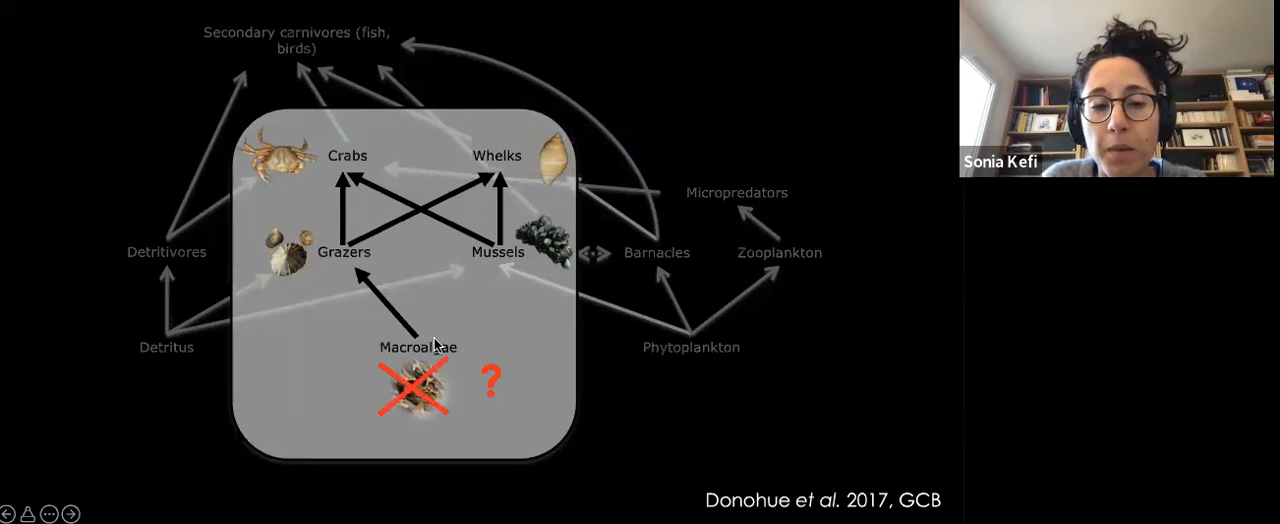 Secondary carnivores (fish,
birds)
Sonia Kefi
Crabs
Whelks
Micropredators
Detritivores
Grazers
Mussels
Barnacles
Zooplankton
Detritus
Macroalgae
Phytoplankton
?
Donohue et al. 2017, GCB